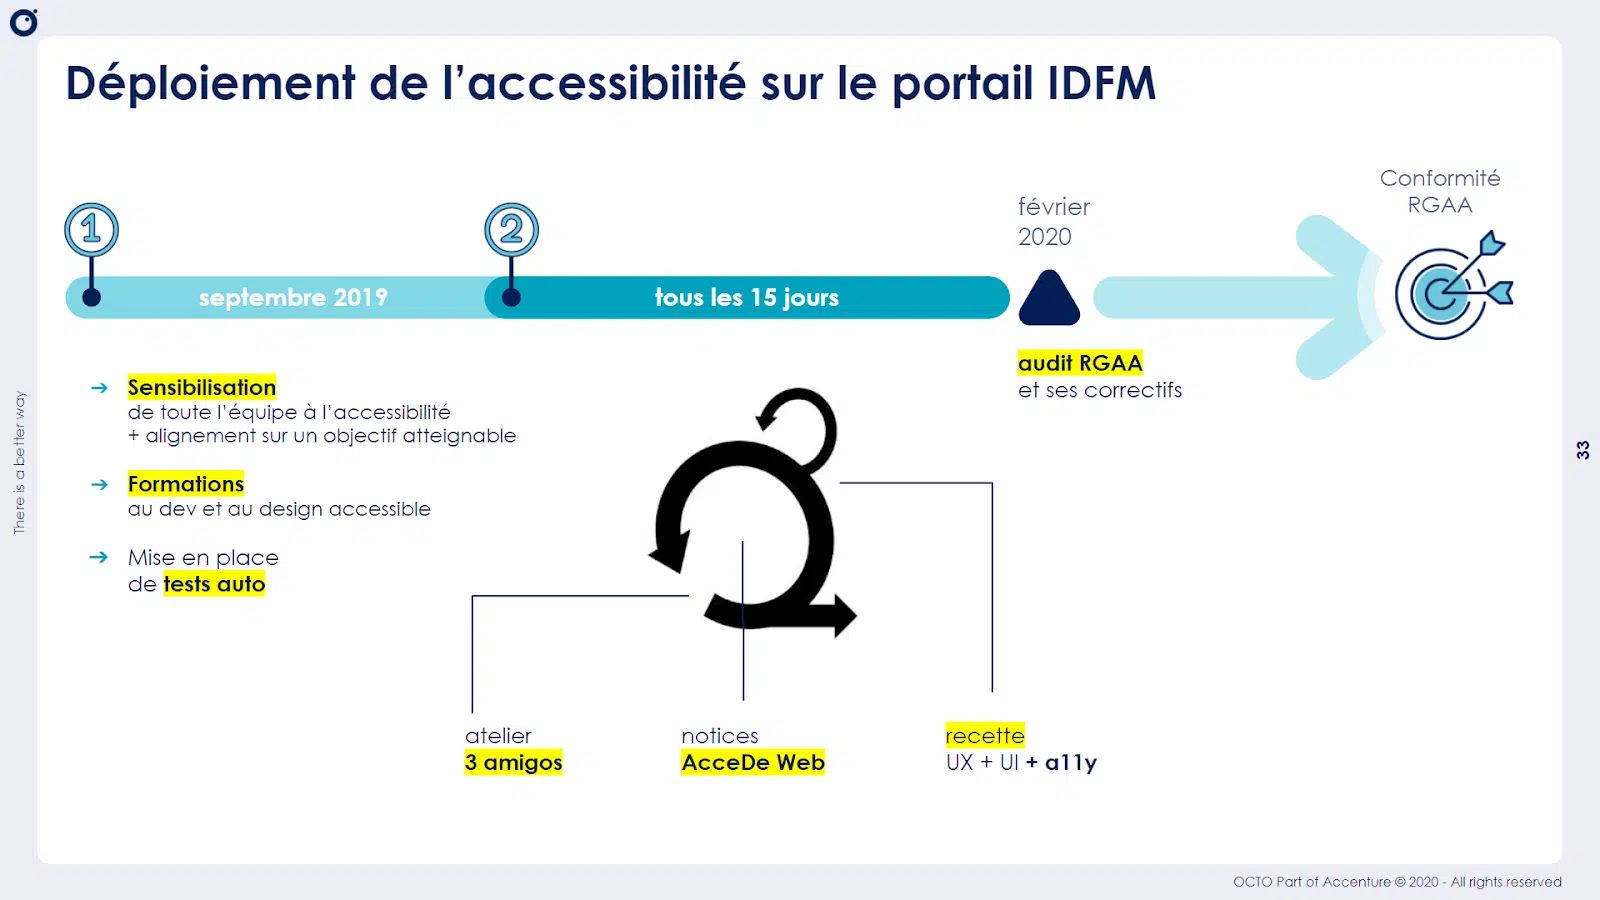 Déploiement de l’accessibilité sur le portail IDFM
1
2
septembre 2019
tous les 15 jours
février
2020
Conformité
RGAA
audit RGAA
et ses correctifs
➔ Sensibilisation
de toute l’équipe à l’accessibilité
+ alignement sur un objectif atteignable
➔ Formations
au dev et au design accessible
➔ Mise en place
de tests auto
atelier
3 amigos
notices
AcceDe Web
recette
UX + UI + a11y
There is a better way
33
OCTO Part of Accenture © 2020 - All rights reserved